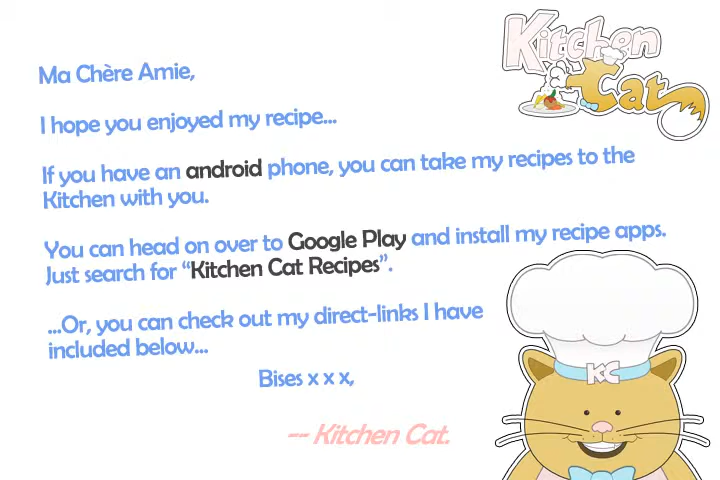 Kitchen
Cat
Ma Chère Amie,
I hope you enjoyed my recipe...
If you have an android phone, you can take my recipes to the
Kitchen with you.
You can head on over to Google Play and install my recipe apps.
Just search for “Kitchen Cat Recipes”.
...Or, you can check out my direct-links I have
included below...
Bises x x x,
-- Kitchen Cat.
KC